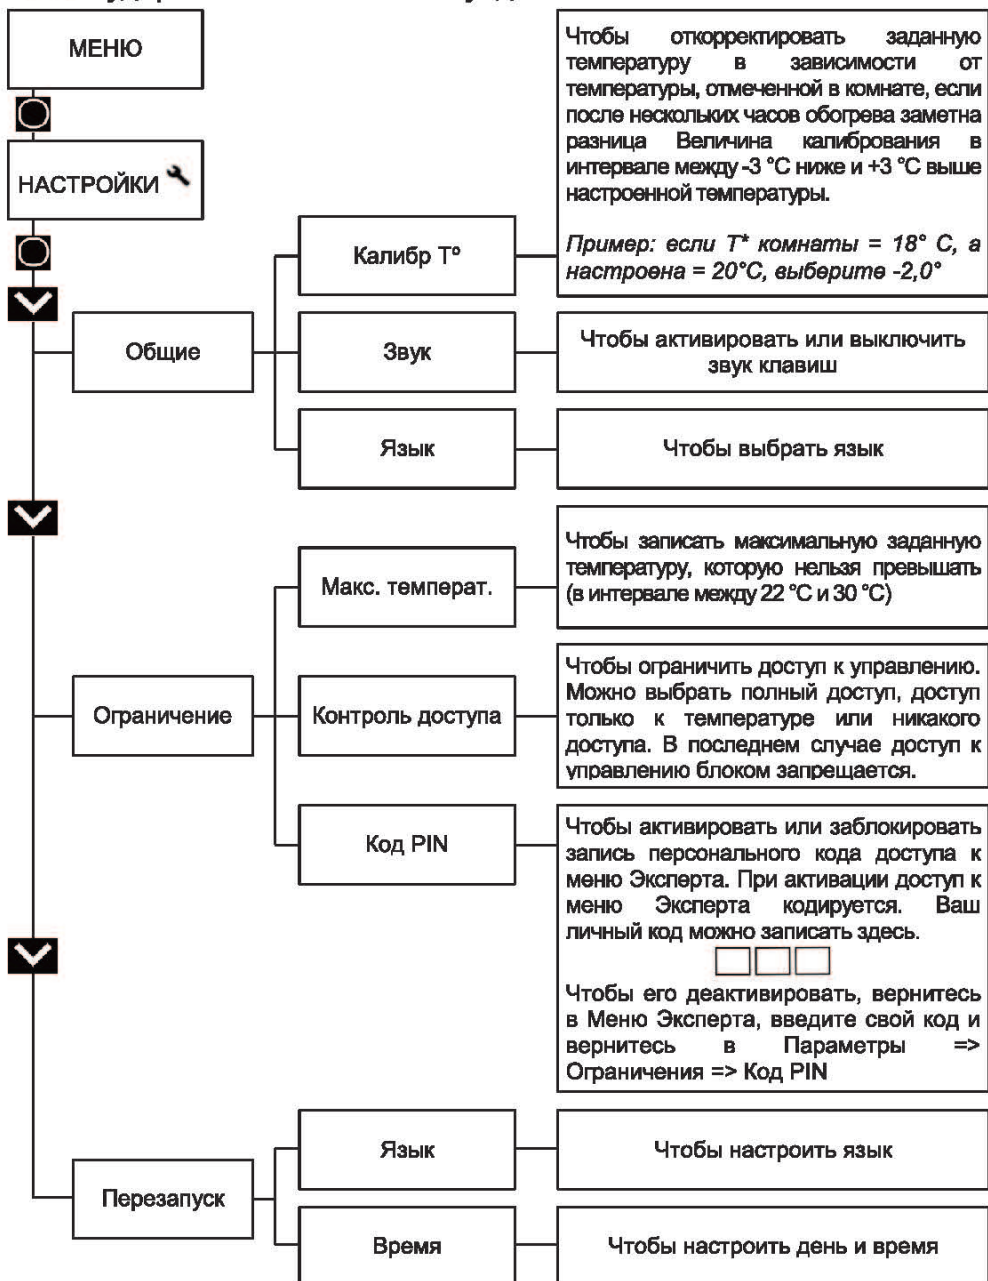 МЕНЮ
НАСТРОЙКИ
Чтобы откорректировать заданную
температуру в зависимости от
температуры, отмеченной в комнате, если
после нескольких часов обогрева заметна
разница Величина калибрования в
интервале между -3 °C ниже и +3 °C выше
настроенной температуры.
Пример: если T* комнаты = 18° C, а
настроена = 20°C, выберите -2,0°
Калибр Tº
Общие
Звук
Чтобы активировать или выключить
звук клавиш
Язык
Чтобы выбрать язык
Макс. температ.
Чтобы записать максимальную заданную
температуру, которую нельзя превышать
(в интервале между 22 °C и 30 °C)
Ограничение
Контроль доступа
Чтобы ограничить доступ к управлению.
Можно выбрать полный доступ, доступ
только к температуре или никакого
доступа. В последнем случае доступ к
управлению блоком запрещается.
Код PIN
Чтобы активировать или заблокировать
запись персонального кода доступа к
меню Эксперта. При активации доступ к
меню Эксперта кодируется. Ваш
личный код можно записать здесь.
Чтобы его деактивировать, вернитесь
в Меню Эксперта, введите свой код и
вернитесь в Параметры =>
Ограничения => Код PIN
Перезапуск
Язык
Чтобы настроить язык
Время
Чтобы настроить день и время